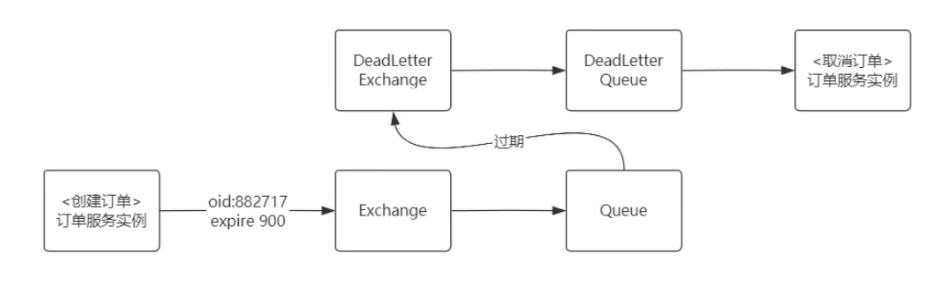 DeadLetter
Exchange
DeadLetter
Queue
<取消订单>
订单服务实例
过期
<创建订单>
订单服务实例
oid:882717
expire 900
Exchange
Queue